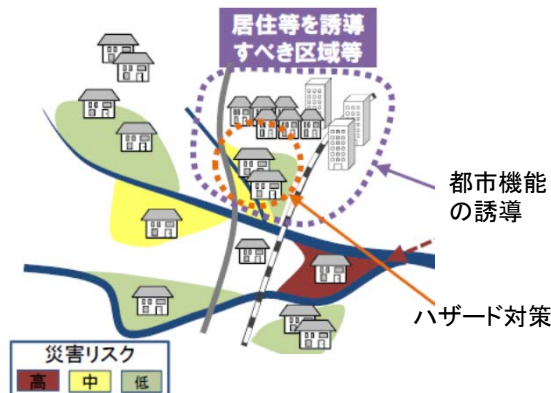 居住等を誘導
すべき区域等
都市機能
の誘導
ハザード対策
災害リスク
高 中 低